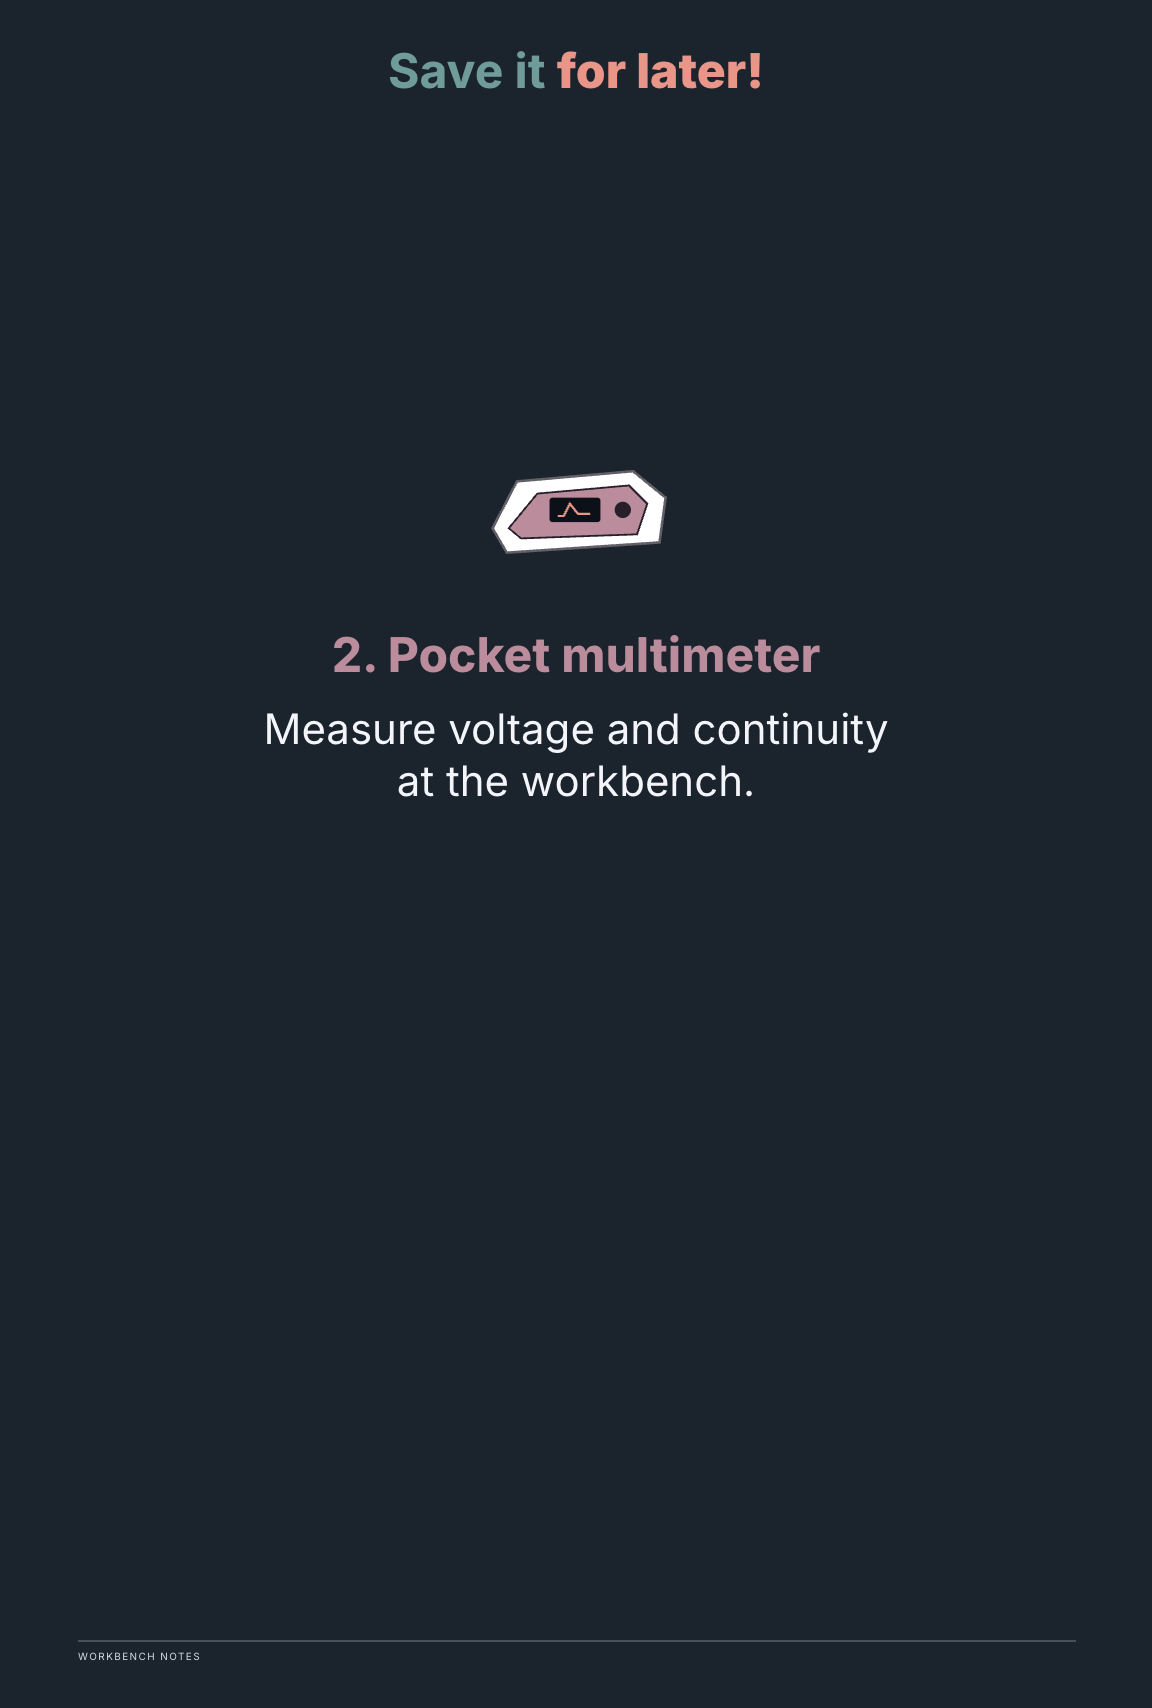 Save it for later!
2. Pocket multimeter
Measure voltage and continuity
at the workbench.
WORKBENCH NOTES